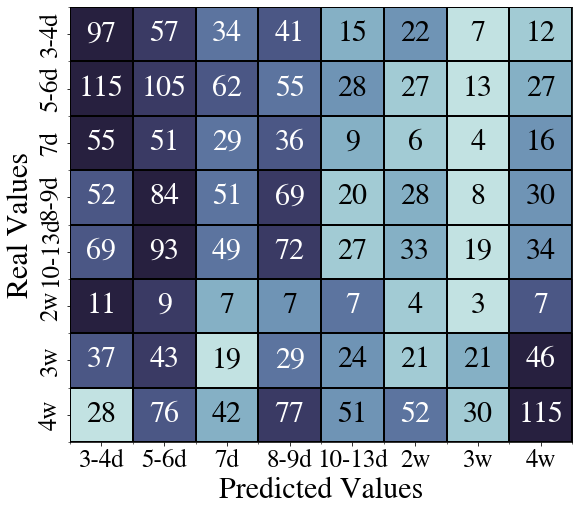 Real Values
3-4d 97 57 34 41 15 22 7 12
5-6d 115 105 62 55 28 27 13 27
7d 55 51 29 36 9 6 4 16
8-9d 52 84 51 69 20 28 8 30
10-13d 69 93 49 72 27 33 19 34
2w 11 9 7 7 7 4 3 7
3w 37 43 19 29 24 21 21 46
4w 28 76 42 77 51 52 30 115
3-4d 5-6d 7d 8-9d 10-13d 2w 3w 4w
Predicted Values